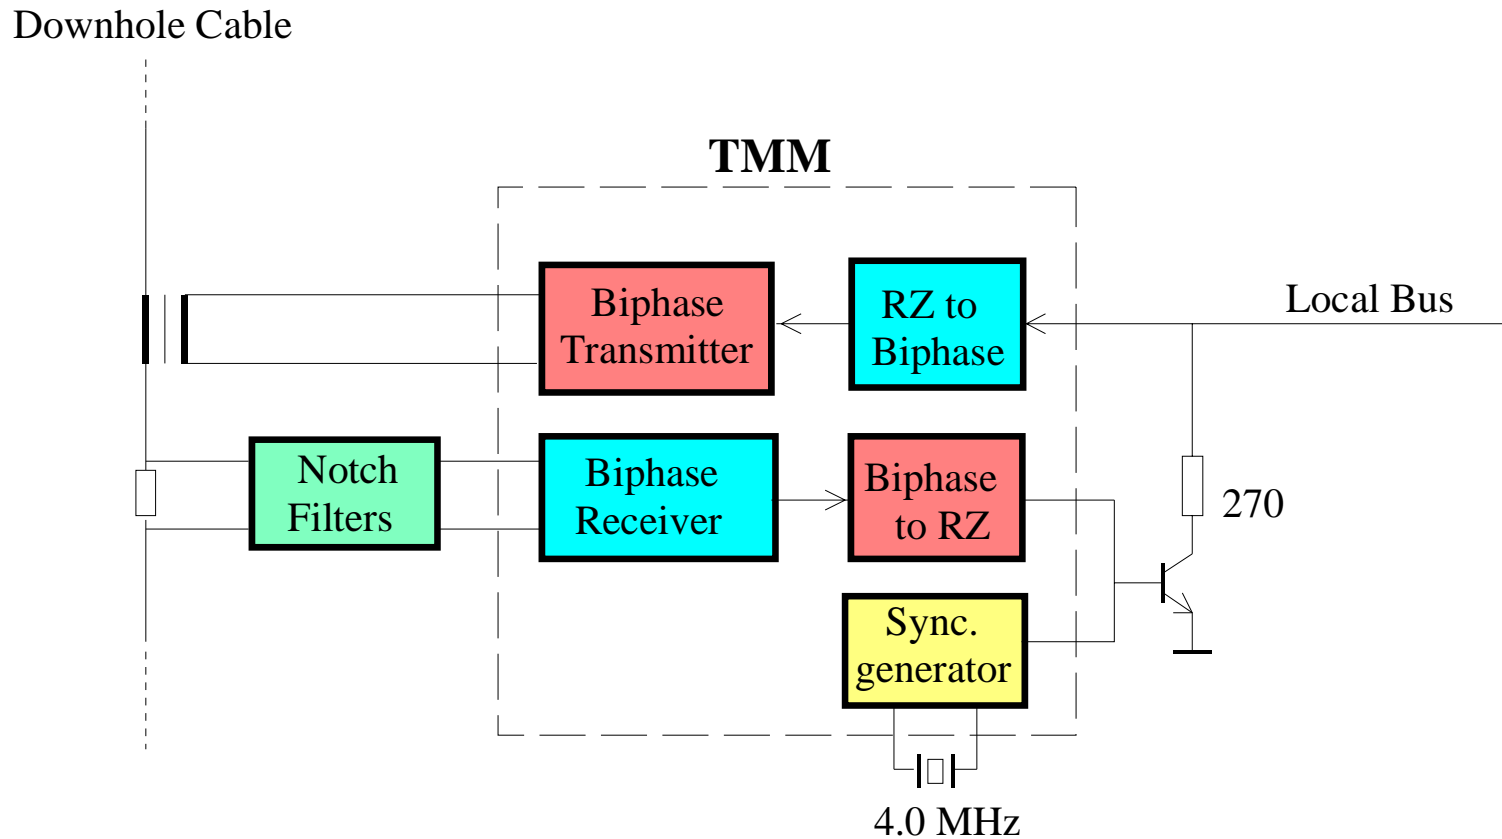 Downhole Cable
TMM
Biphase
Transmitter
RZ to
Biphase
Local Bus
Notch
Filters
Biphase
Receiver
Biphase
to RZ
270
Sync.
generator
4.0 MHz